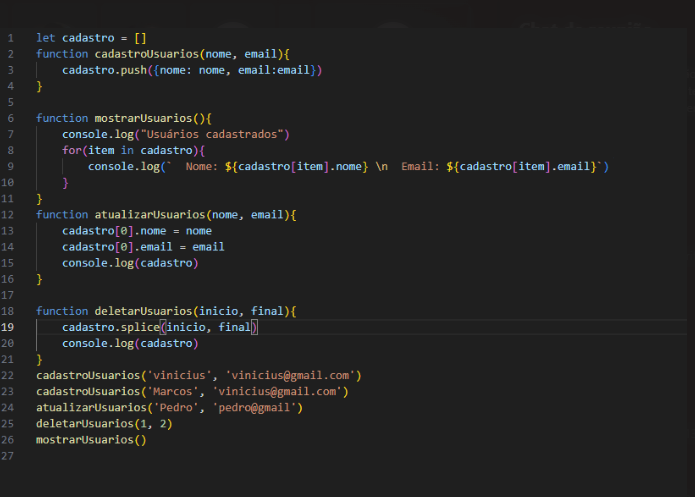 1 let cadastro = []
2 function cadastroUsuarios(nome, email){
3 cadastro.push({nome: nome, email:email})
4 }
5
6 function mostrarUsuarios(){
7 console.log("Usuários cadastrados")
8 for(item in cadastro){
9 console.log(`  Nome: ${cadastro[item].nome} \n  Email: ${cadastro[item].email}`)
10 }
11 }
12 function atualizarUsuarios(nome, email){
13 cadastro[0].nome = nome
14 cadastro[0].email = email
15 console.log(cadastro)
16 }
17
18 function deletarUsuarios(inicio, final){
19 cadastro.splice(inicio, final)
20 console.log(cadastro)
21 }
22 cadastroUsuarios('vinicius', 'vinicius@gmail.com')
23 cadastroUsuarios('Marcos', 'vinicius@gmail.com')
24 atualizarUsuarios('Pedro', 'pedro@gmail')
25 deletarUsuarios(1, 2)
26 mostrarUsuarios()
27